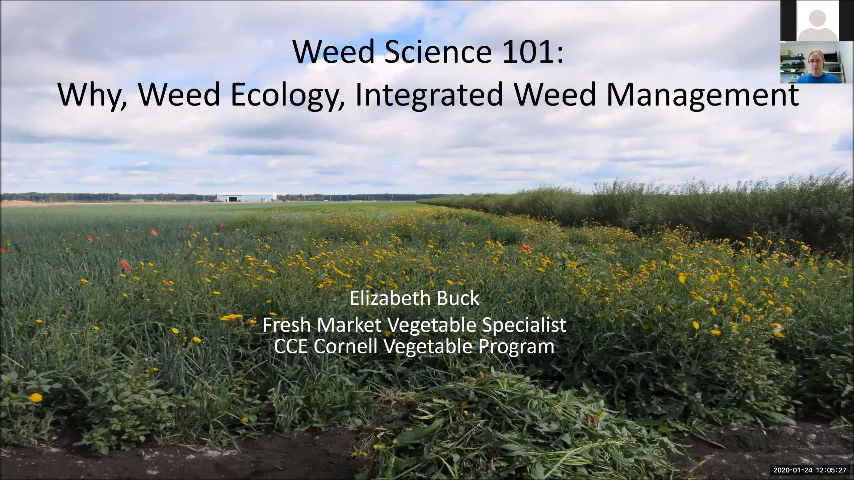 Weed Science 101:
Why, Weed Ecology, Integrated Weed Management
Elizabeth Buck
Fresh Market Vegetable Specialist
CCE Cornell Vegetable Program
2020-01-24 12:05:27